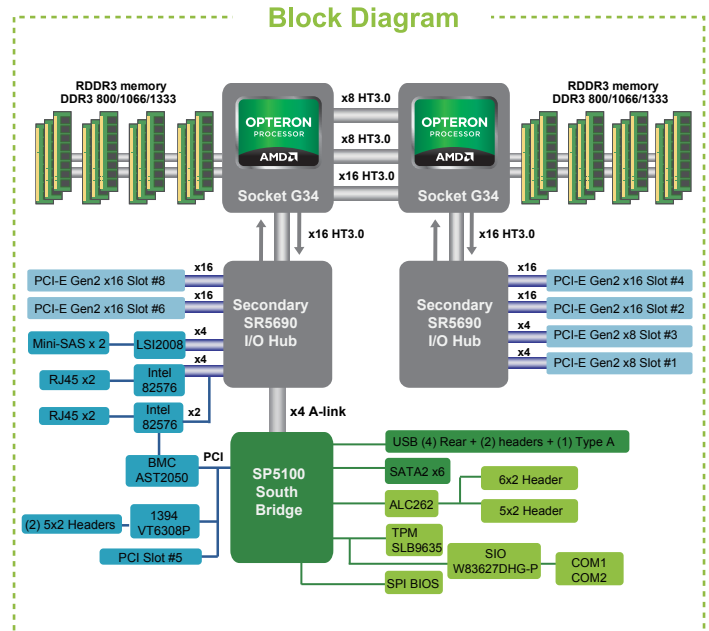 Block Diagram
RDDR3 memory
DDR3 800/1066/1333
x8 HT3.0
RDDR3 memory
DDR3 800/1066/1333
OPTERON
PROCESSOR
AMD
Socket G34
x8 HT3.0
x16 HT3.0
OPTERON
PROCESSOR
AMD
Socket G34
x16 HT3.0
x16 HT3.0
PCI-E Gen2 x16 Slot #8
x16
PCI-E Gen2 x16 Slot #6
x16
Mini-SAS x 2
LSI2008
x4
RJ45 x2
Intel
82576
x4
RJ45 x2
Intel
82576
x2
Secondary
SR5690
I/O Hub
Secondary
SR5690
I/O Hub
x16
PCI-E Gen2 x16 Slot #4
x16
PCI-E Gen2 x16 Slot #2
x4
PCI-E Gen2 x8 Slot #3
x4
PCI-E Gen2 x8 Slot #1
x4 A-link
BMC
AST2050
PCI
1394
VT6308P
(2) 5x2 Headers
PCI Slot #5
SP5100
South
Bridge
USB (4) Rear + (2) headers + (1) Type A
SATA2 x6
ALC262
6x2 Header
5x2 Header
TPM
SLB9635
SIO
W83627DHG-P
COM1
COM2
SPI BIOS